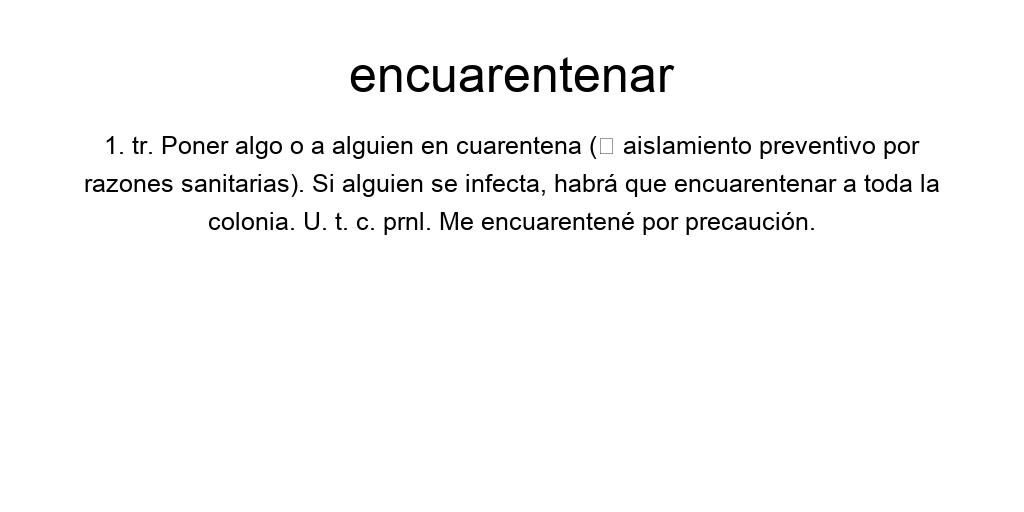 encuarentenar
1. tr. Poner algo o a alguien en cuarentena (□ aislamiento preventivo por
razones sanitarias). Si alguien se infecta, habrá que encuarentenar a toda la
colonia. U. t. c. prnl. Me encuarentené por precaución.